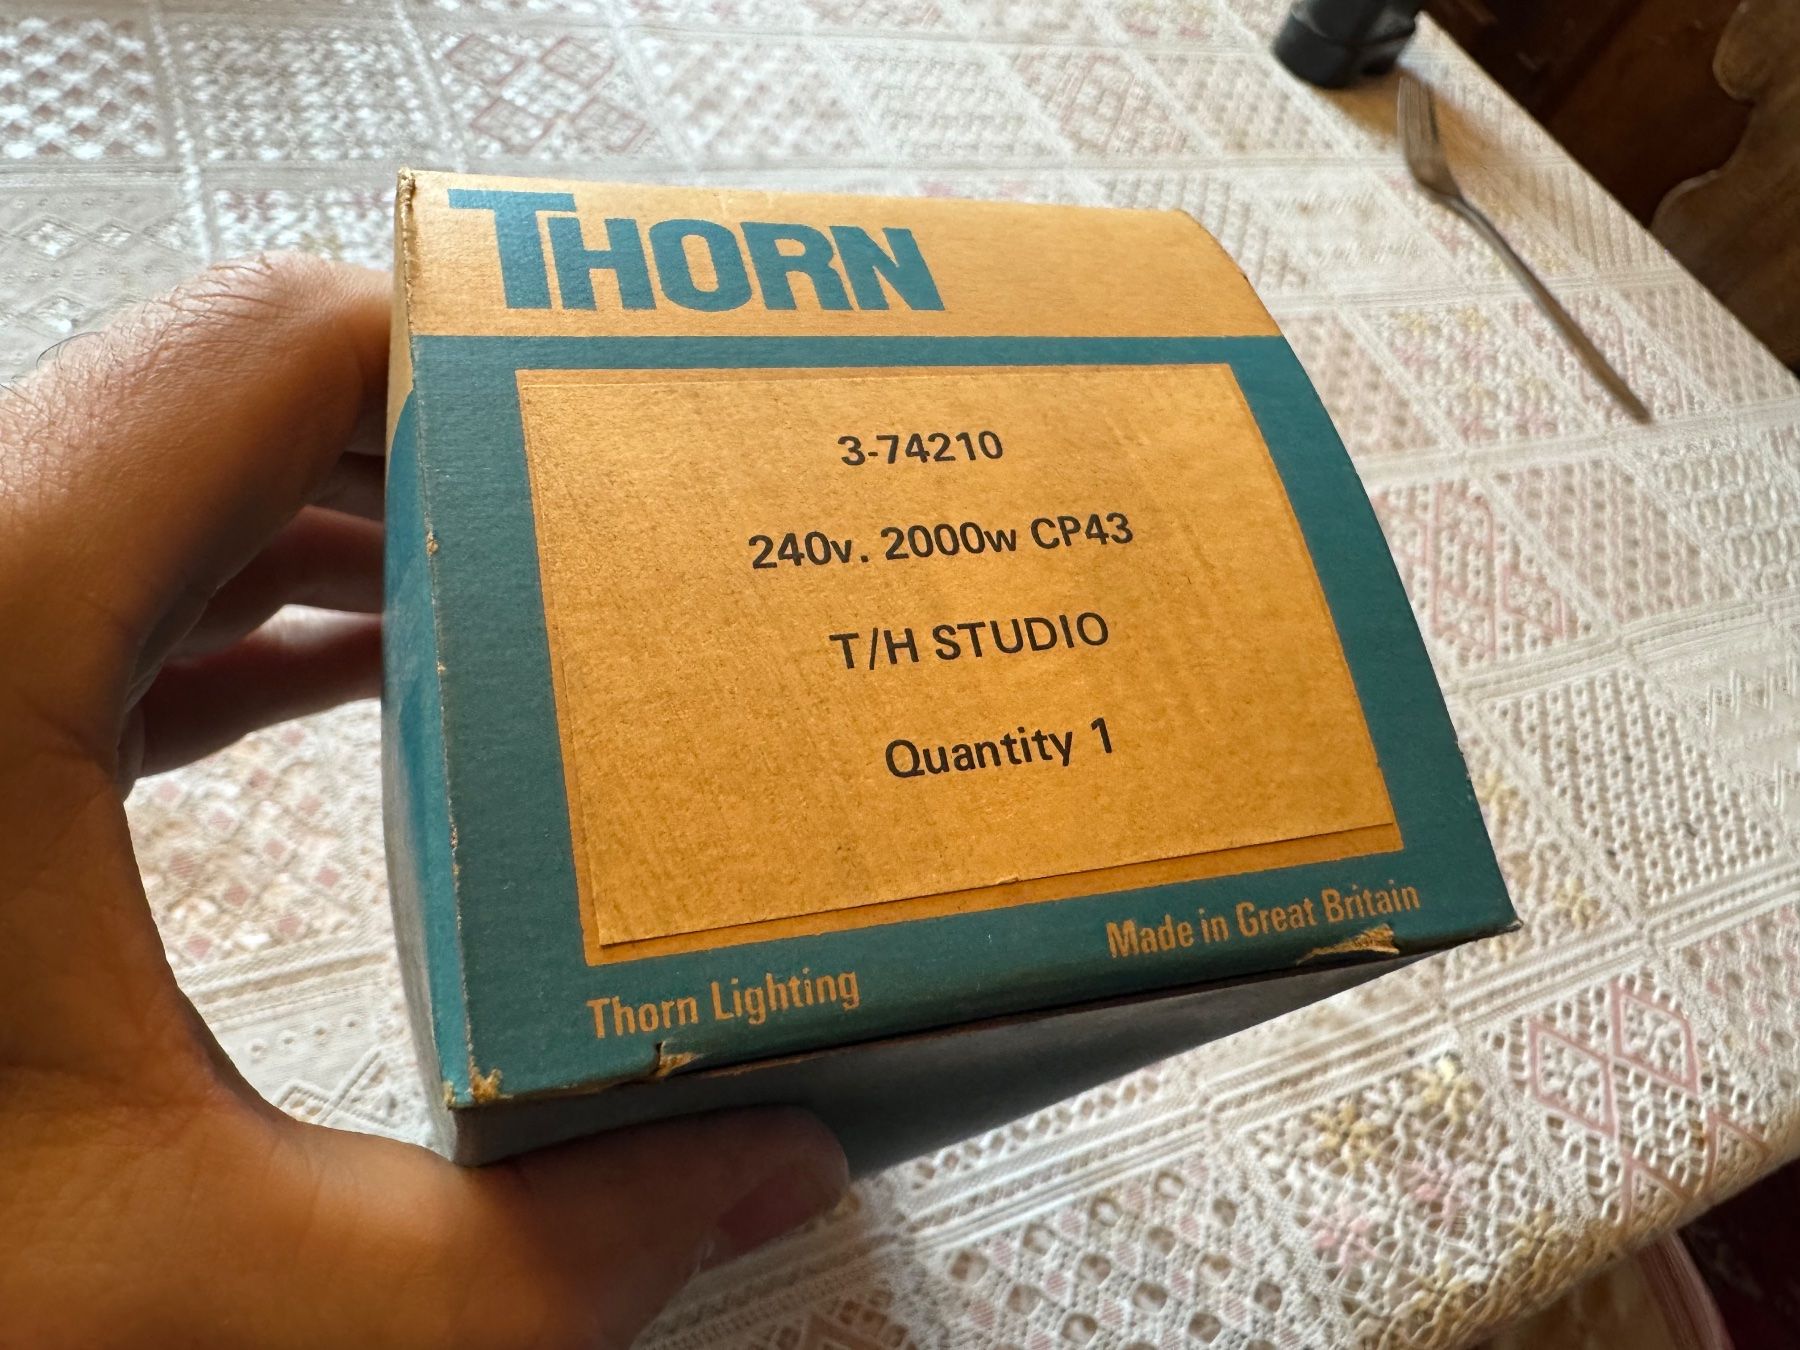 THORN
3-74210
240v. 2000w CP43
T/H STUDIO
Quantity 1
Thorn Lighting
Made in Great Britain